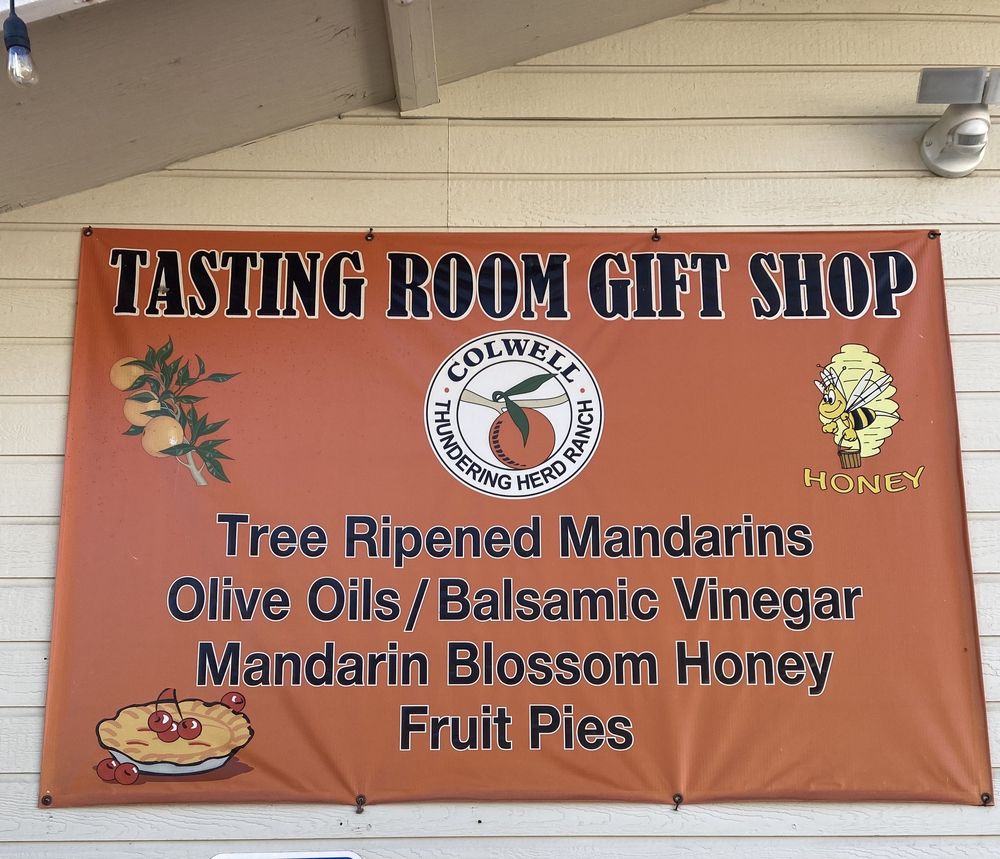 TASTING ROOM GIFT SHOP
COLWELL
THUNDERING HERD RANCH
HONEY
Tree Ripened Mandarins
Olive Oils/Balsamic Vinegar
Mandarin Blossom Honey
Fruit Pies